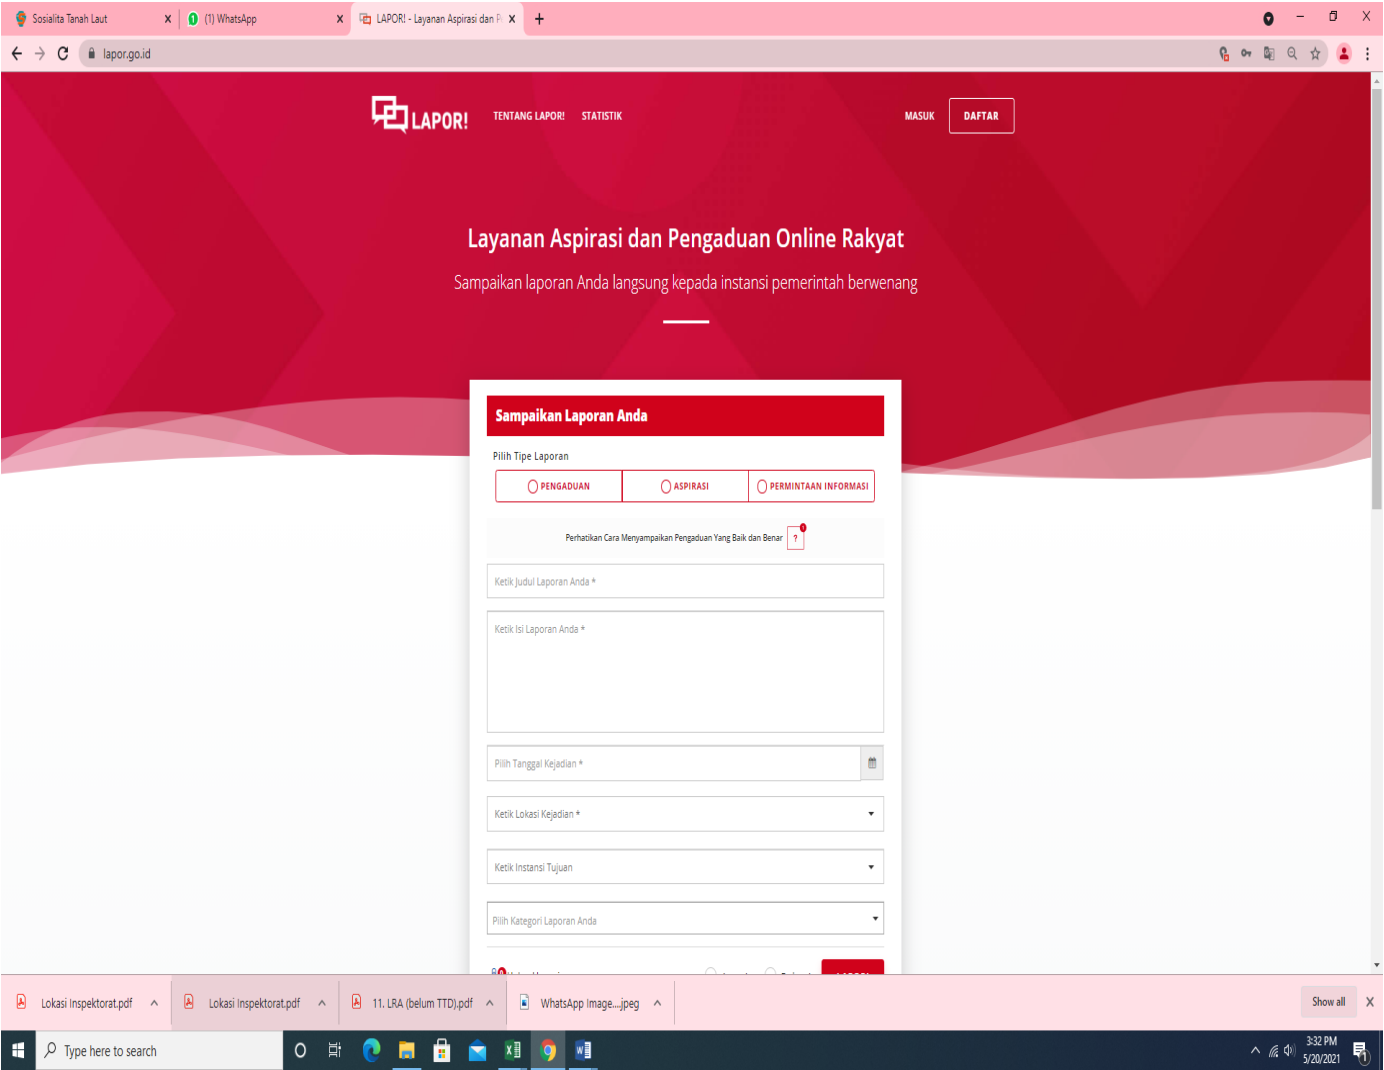 Sosialita Tanah Laut
(1) WhatsApp
LAPOR! - Layanan Aspirasi dan P
lapor.go.id
LAPOR!
TENTANG LAPOR!
STATISTIK
MASUK
DAFTAR
Layanan Aspirasi dan Pengaduan Online Rakyat
Sampaikan laporan Anda langsung kepada instansi pemerintah berwenang
Sampaikan Laporan Anda
Pilih Tipe Laporan
PENGADUAN
ASPIRASI
PERMINTAAN INFORMASI
Perhatikan Cara Menyampaikan Pengaduan Yang Baik dan Benar ?
Ketik Judul Laporan Anda *
Ketik Isi Laporan Anda *
Pilih Tanggal Kejadian *
Ketik Lokasi Kejadian *
Ketik Instansi Tujuan
Pilih Kategori Laporan Anda
Lokasi Inspektorat.pdf
Lokasi Inspektorat.pdf
11. LRA (belum TTD).pdf
WhatsApp Image....jpeg
Show all
Type here to search
3:32 PM
5/20/2021